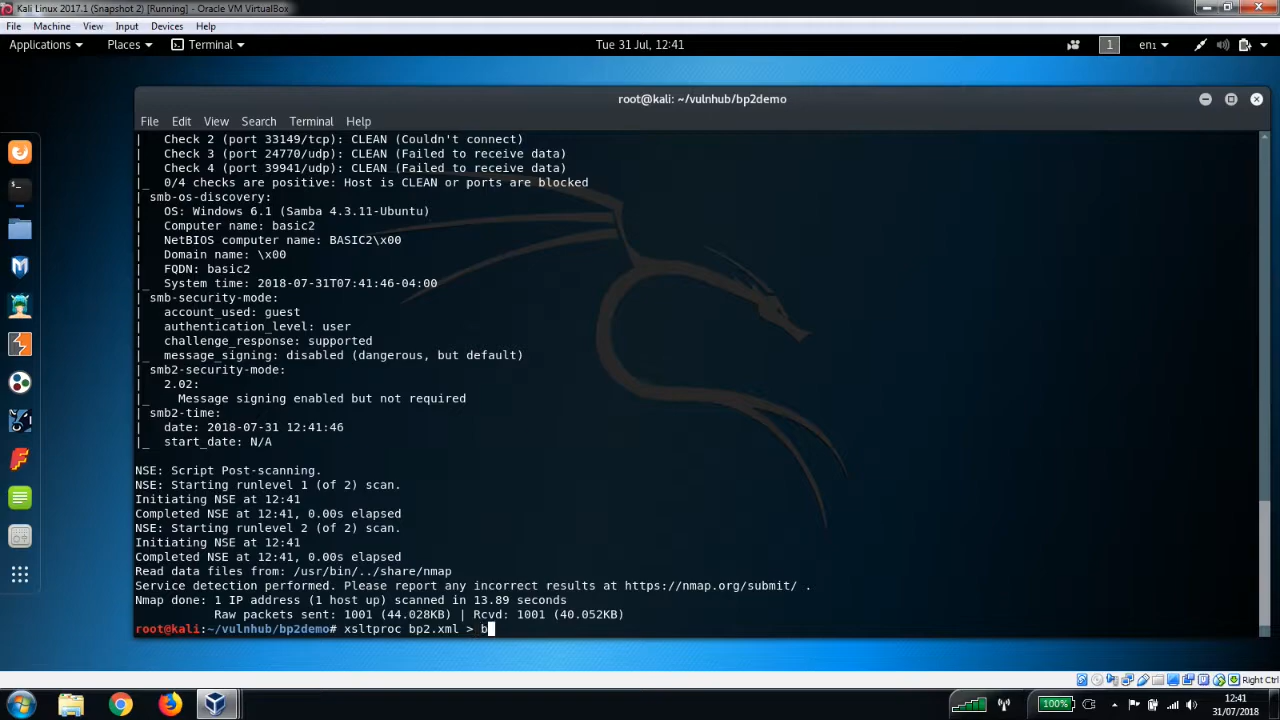 Kali Linux 2017.1 (Snapshot 2) [Running] - Oracle VM VirtualBox
File Machine View Input Devices Help
Applications Places Terminal Tue 31 Jul, 12:41 1 en1
root@kali: ~/vulnhub/bp2demo
File Edit View Search Terminal Help
| Check 2 (port 33149/tcp): CLEAN (Couldn't connect)
| Check 3 (port 24770/udp): CLEAN (Failed to receive data)
| Check 4 (port 39941/udp): CLEAN (Failed to receive data)
|_ 0/4 checks are positive: Host is CLEAN or ports are blocked
| smb-os-discovery:
| OS: Windows 6.1 (Samba 4.3.11-Ubuntu)
| Computer name: basic2
| NetBIOS computer name: BASIC2\x00
| Domain name: \x00
| FQDN: basic2
|_ System time: 2018-07-31T07:41:46-04:00
| smb-security-mode:
| account_used: guest
| authentication_level: user
| challenge_response: supported
|_ message_signing: disabled (dangerous, but default)
| smb2-security-mode:
| 2.02:
|_ Message signing enabled but not required
| smb2-time:
| date: 2018-07-31 12:41:46
|_ start_date: N/A
NSE: Script Post-scanning.
NSE: Starting runlevel 1 (of 2) scan.
Initiating NSE at 12:41
Completed NSE at 12:41, 0.00s elapsed
NSE: Starting runlevel 2 (of 2) scan.
Initiating NSE at 12:41
Completed NSE at 12:41, 0.00s elapsed
Read data files from: /usr/bin/../share/nmap
Service detection performed. Please report any incorrect results at https://nmap.org/submit/ .
Nmap done: 1 IP address (1 host up) scanned in 13.89 seconds
Raw packets sent: 1001 (44.028KB) | Rcvd: 1001 (40.052KB)
root@kali:~/vulnhub/bp2demo# xsltproc bp2.xml > b
Right Ctrl
100%
12:41
31/07/2018